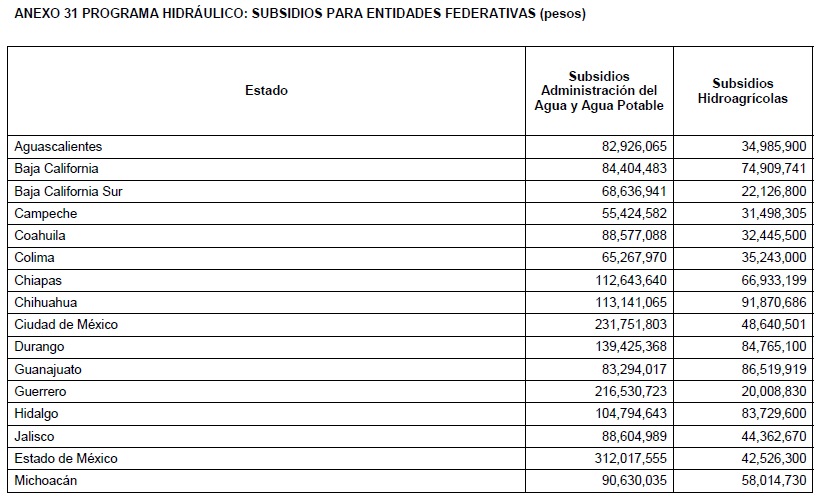 ANEXO 31 PROGRAMA HIDRÁULICO: SUBSIDIOS PARA ENTIDADES FEDERATIVAS (pesos)
Estado
Subsidios
Administración del
Agua y Agua Potable
Subsidios
Hidroagrícolas
Aguascalientes 82,926,065 34,985,900
Baja California 84,404,483 74,909,741
Baja California Sur 68,636,941 22,126,800
Campeche 55,424,582 31,498,305
Coahuila 88,577,088 32,445,500
Colima 65,267,970 35,243,000
Chiapas 112,643,640 66,933,199
Chihuahua 113,141,065 91,870,686
Ciudad de México 231,751,803 48,640,501
Durango 139,425,368 84,765,100
Guanajuato 83,294,017 86,519,919
Guerrero 216,530,723 20,008,830
Hidalgo 104,794,643 83,729,600
Jalisco 88,604,989 44,362,670
Estado de México 312,017,555 42,526,300
Michoacán 90,630,035 58,014,730